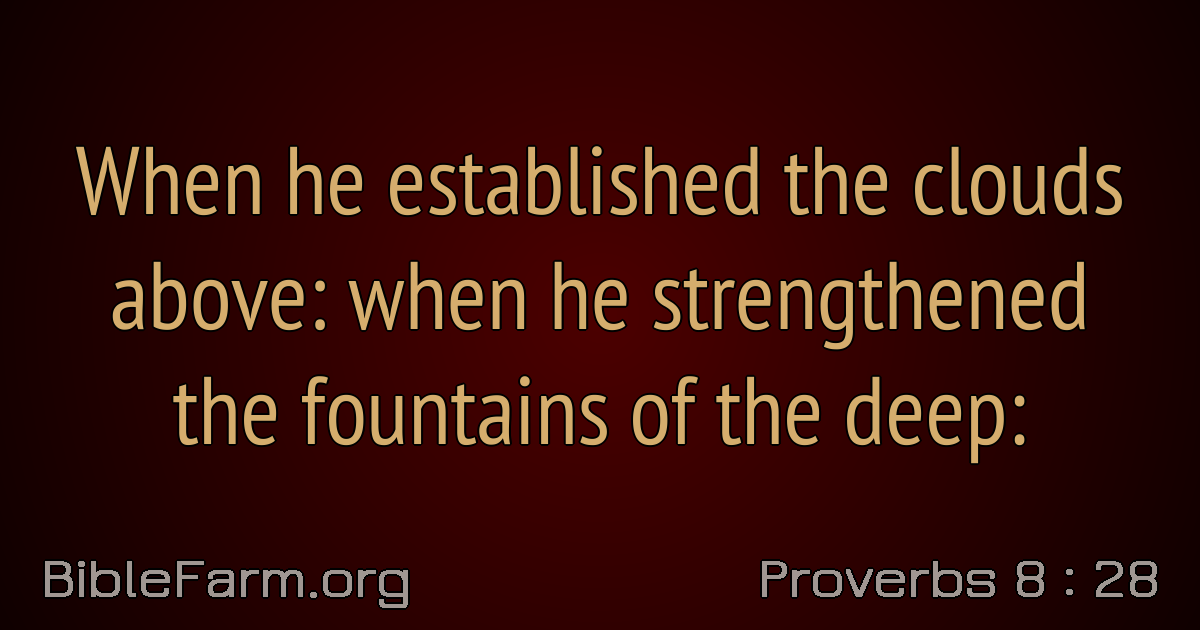 When he established the clouds
above: when he strengthened
the fountains of the deep:
BibleFarm.org
Proverbs 8 : 28